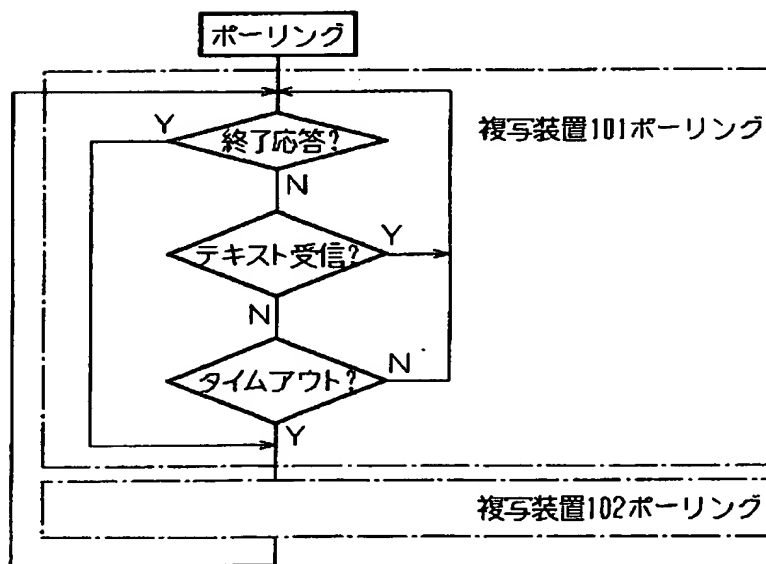 ポーリング
複写装置101ポーリング
Y
終了応答?
N
テキスト受信?
Y
N
タイムアウト?
N
Y
複写装置102ポーリング